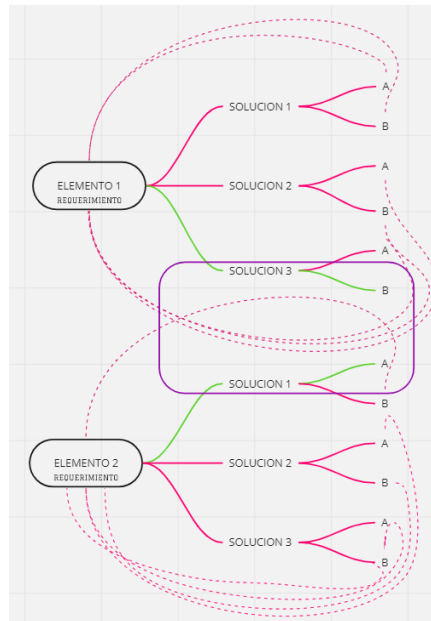 A
SOLUCION 1
B
ELEMENTO 1
REQUERIMIENTO
A
SOLUCION 2
B
A
SOLUCION 3
B
A
SOLUCION 1
B
ELEMENTO 2
REQUERIMIENTO
A
SOLUCION 2
B
A
SOLUCION 3
B